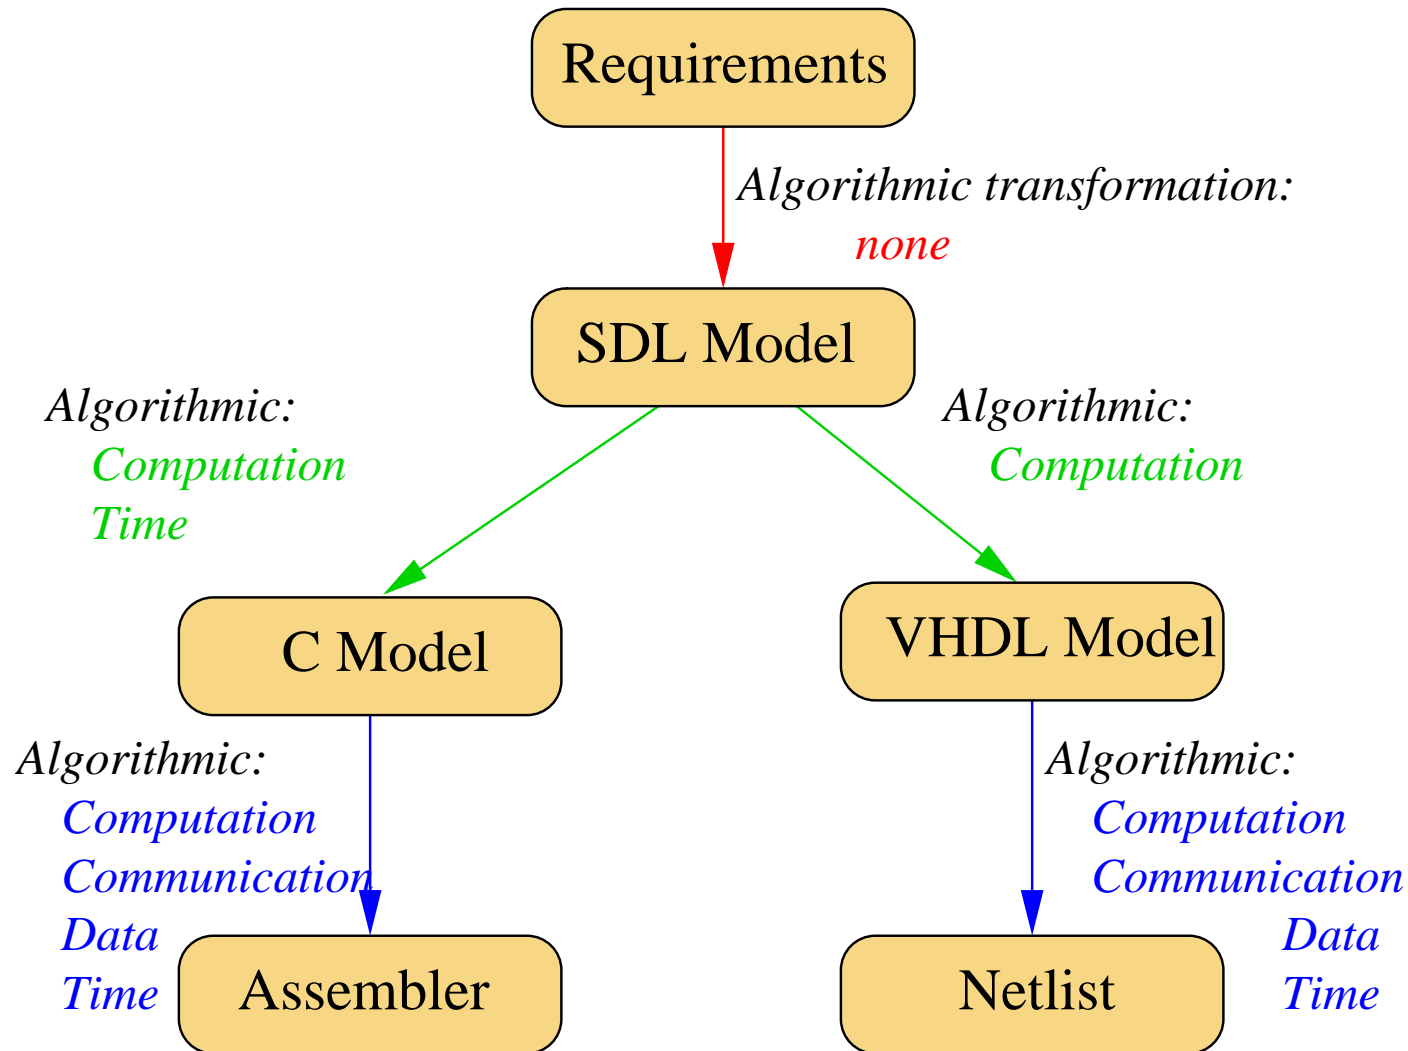 Requirements
Algorithmic transformation:
none
SDL Model
Algorithmic:
Computation
Time
Algorithmic:
Computation
C Model
VHDL Model
Algorithmic:
Computation
Communication
Data
Time
Algorithmic:
Computation
Communication
Data
Time
Assembler
Netlist